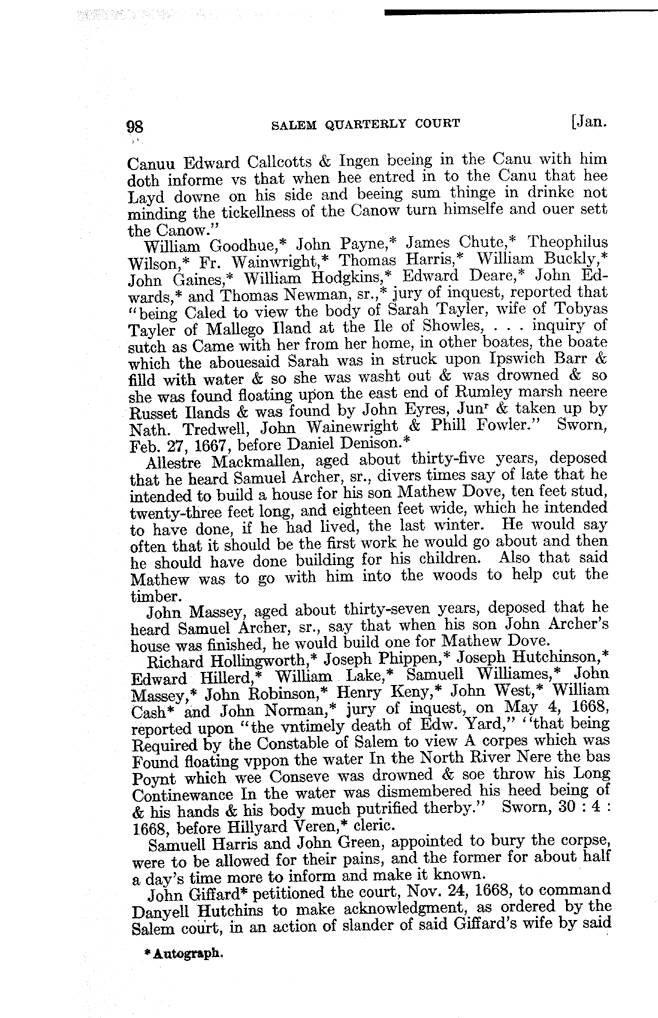 98 SALEM QUARTERLY COURT [Jan.
Canuu Edward Callcotts & Ingen beeing in the Canu with him
doth informe vs that when hee entred in to the Canu that hee
Layd downe on his side and beeing sum thinge in drinke not
minding the tickellness of the Canow turn himselfe and ouer sett
the Canow."
William Goodhue,* John Payne,* James Chute,* Theophilus
Wilson,* Fr. Wainwright,* Thomas Harris,* William Buckly,*
John Gaines,* William Hodgkins,* Edward Deare,* John Ed-
wards,* and Thomas Newman, sr.,* jury of inquest, reported that
"being Caled to view the body of Sarah Tayler, wife of Tobyas
Tayler of Mallego Iland at the Ile of Showles, . . . inquiry of
sutch as Came with her from her home, in other boates, the boate
which the abouesaid Sarah was in struck upon Ipswich Barr &
filld with water & so she was washt out & was drowned & so
she was found floating upon the east end of Rumley marsh neere
Russet Ilands & was found by John Eyres, Junr & taken up by
Nath. Tredwell, John Wainewright & Phill Fowler." Sworn,
Feb. 27, 1667, before Daniel Denison.*
Allestre Mackmallen, aged about thirty-five years, deposed
that he heard Samuel Archer, sr., divers times say of late that he
intended to build a house for his son Mathew Dove, ten feet stud,
twenty-three feet long, and eighteen feet wide, which he intended
to have done, if he had lived, the last winter. He would say
often that it should be the first work he would go about and then
he should have done building for his children. Also that said
Mathew was to go with him into the woods to help cut the
timber.
John Massey, aged about thirty-seven years, deposed that he
heard Samuel Archer, sr., say that when his son John Archer's
house was finished, he would build one for Mathew Dove.
Richard Hollingworth,* Joseph Phippen,* Joseph Hutchinson,*
Edward Hillerd,* William Lake,* Samuell Williames,* John
Massey,* John Robinson,* Henry Keny,* John West,* William
Cash* and John Norman,* jury of inquest, on May 4, 1668,
reported upon "the vntimely death of Edw. Yard," "that being
Required by the Constable of Salem to view A corpes which was
Found floating vppon the water In the North River Nere the bas
Poynt which wee Conseve was drowned & soe throw his Long
Continewance In the water was dismembered his heed being of
& his hands & his body much putrified therby." Sworn, 30 : 4 :
1668, before Hillyard Veren,* cleric.
Samuell Harris and John Green, appointed to bury the corpse,
were to be allowed for their pains, and the former for about half
a day's time more to inform and make it known.
John Giffard* petitioned the court, Nov. 24, 1668, to command
Danyell Hutchins to make acknowledgment, as ordered by the
Salem court, in an action of slander of said Giffard's wife by said
* Autograph.